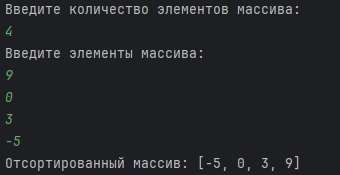 Введите количество элементов массива:
4
Введите элементы массива:
9
0
3
-5
Отсортированный массив: [-5, 0, 3, 9]